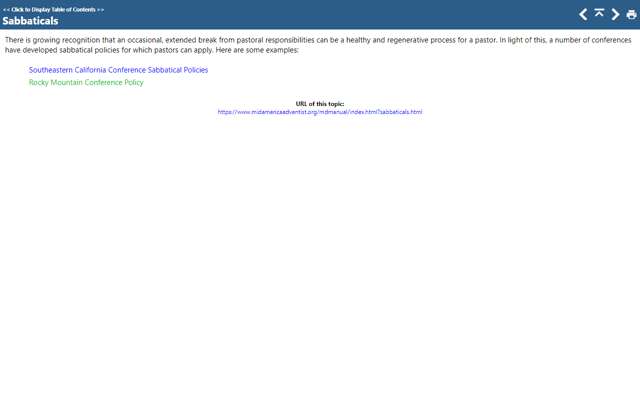 << Click to Display Table of Contents >>
Sabbaticals
There is growing recognition that an occasional, extended break from pastoral responsibilities can be a healthy and regenerative process for a pastor. In light of this, a number of conferences
have developed sabbatical policies for which pastors can apply. Here are some examples:
Southeastern California Conference Sabbatical Policies
Rocky Mountain Conference Policy
URL of this topic:
https://www.midamericaadventist.org/mdmanual/index.html?sabbaticals.html